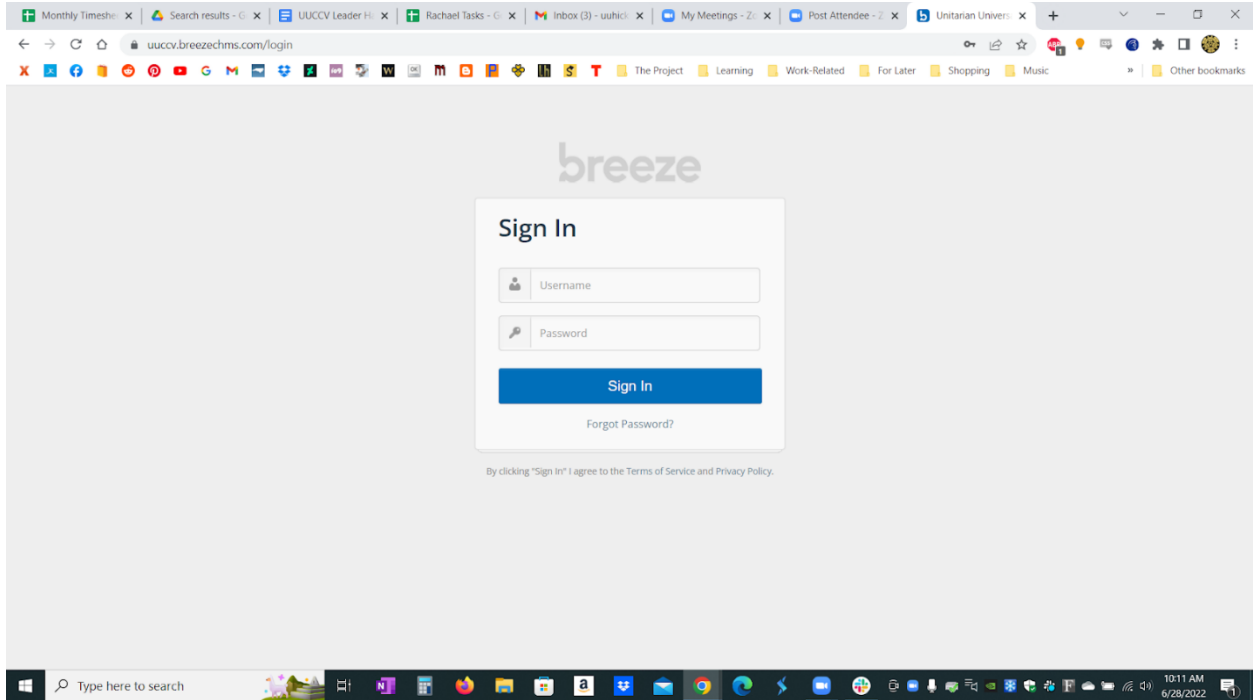 Monthly Timeshe
Search results - G
UUCCV Leader H
Rachael Tasks - G
Inbox (3) - uuhick
My Meetings - Zo
Post Attendee - Z
Unitarian Univers
uuccv.breezechms.com/login
The Project
Learning
Work-Related
For Later
Shopping
Music
»
Other bookmarks
breeze
Sign In
Username
Password
Sign In
Forgot Password?
By clicking "Sign In" I agree to the Terms of Service and Privacy Policy.
Type here to search
10:11 AM
6/28/2022